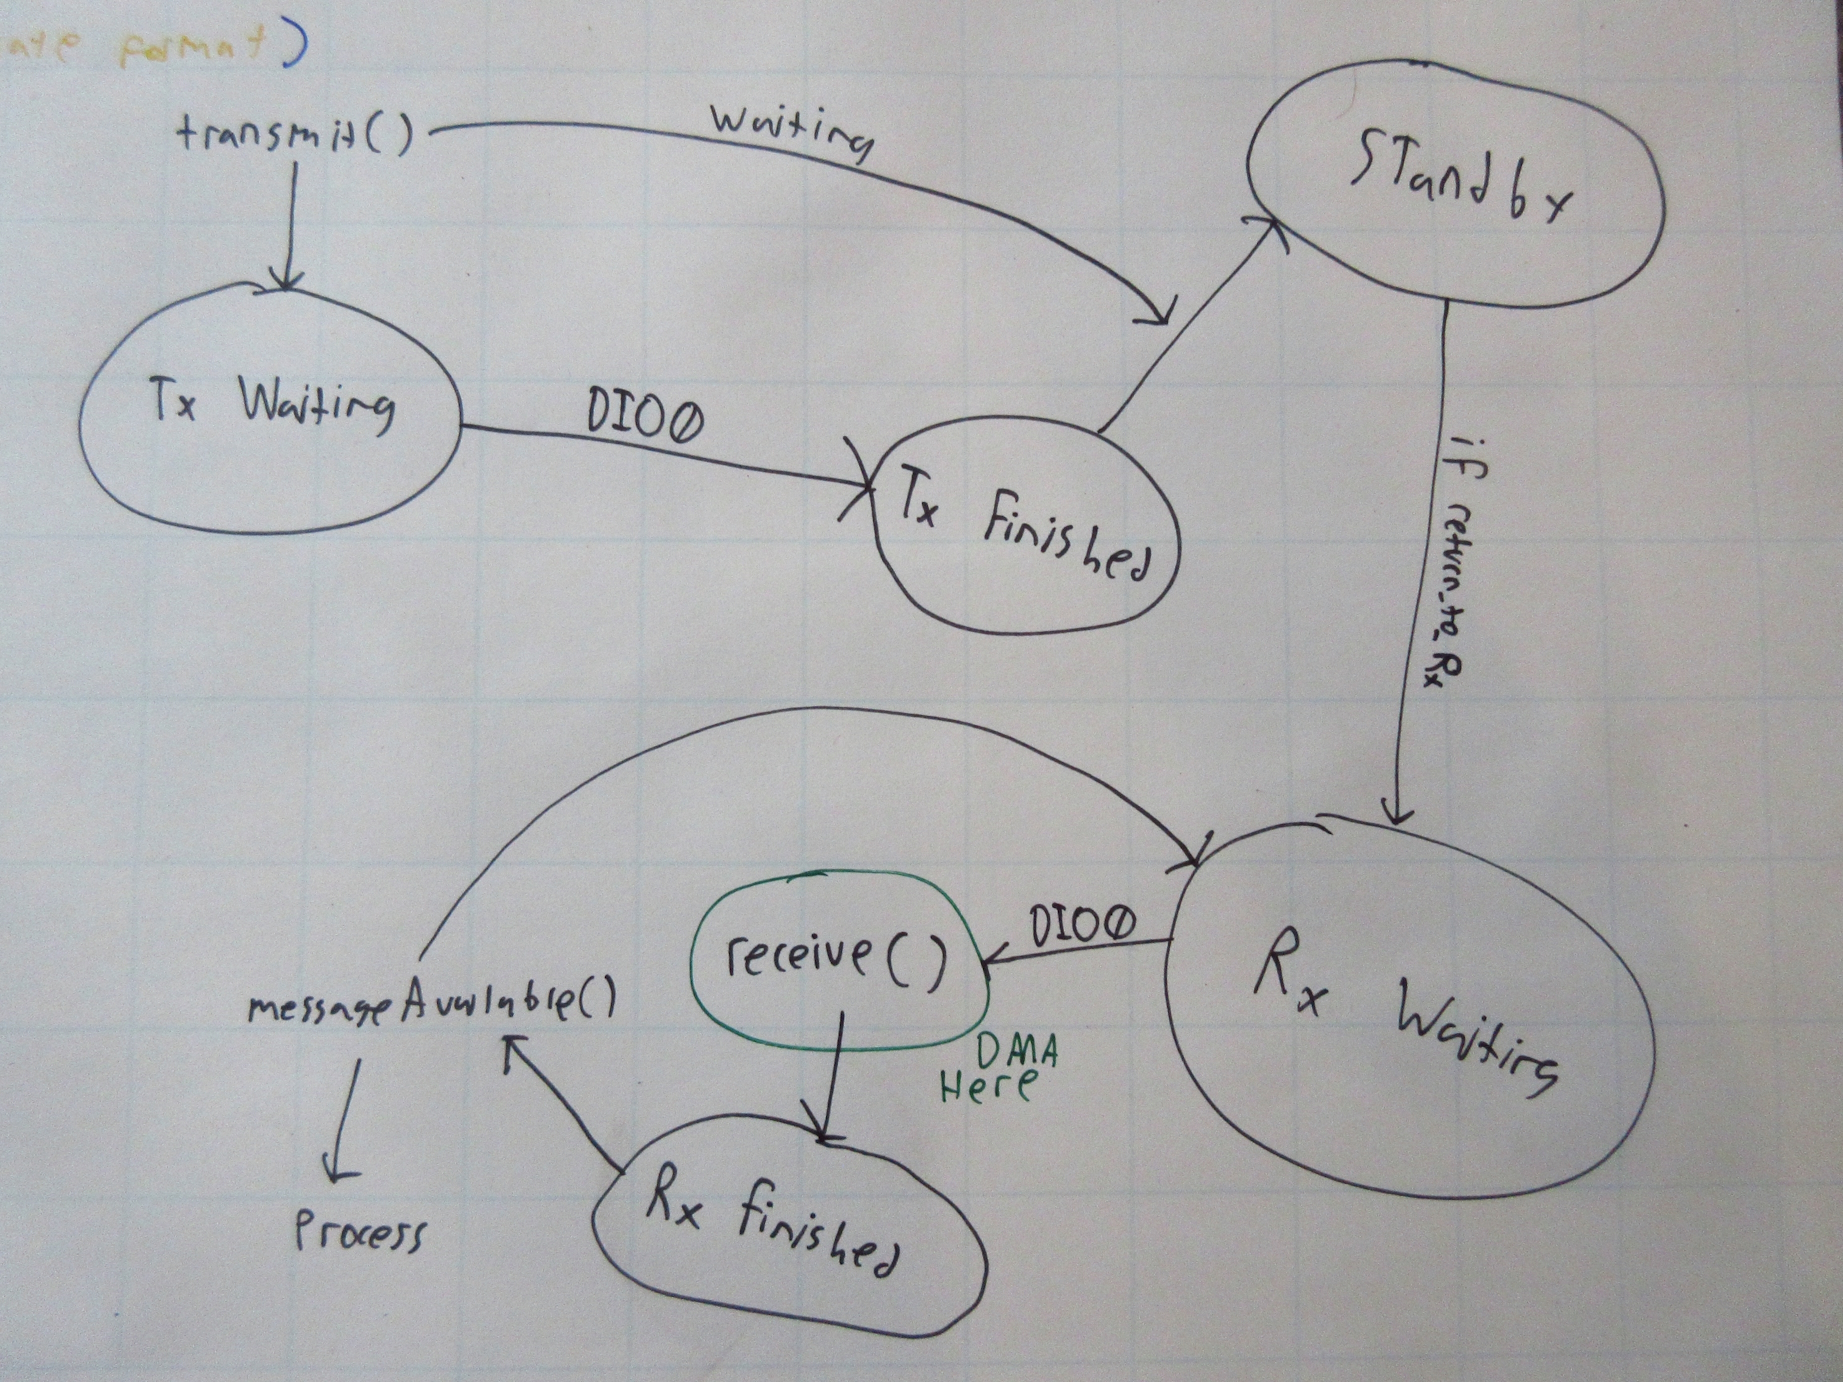 ate format)
transmit()
Waiting
STandby
Tx Waiting
DIO0
Tx Finished
if return_to_Rx
receive()
DIO0
Rx Waiting
messageAvailable()
DMA
Here
Rx finished
Process